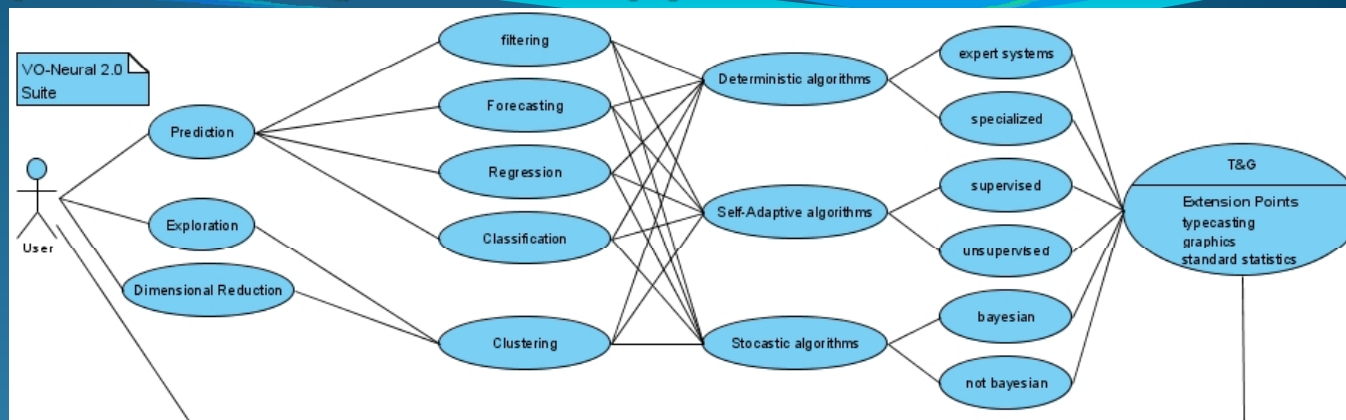 VO-Neural 2.0
Suite
User
Prediction
Exploration
Dimensional Reduction
filtering
Forecasting
Regression
Classification
Clustering
Deterministic algorithms
Self-Adaptive algorithms
Stocastic algorithms
expert systems
specialized
supervised
unsupervised
bayesian
not bayesian
T&G
Extension Points
typecasting
graphics
standard statistics